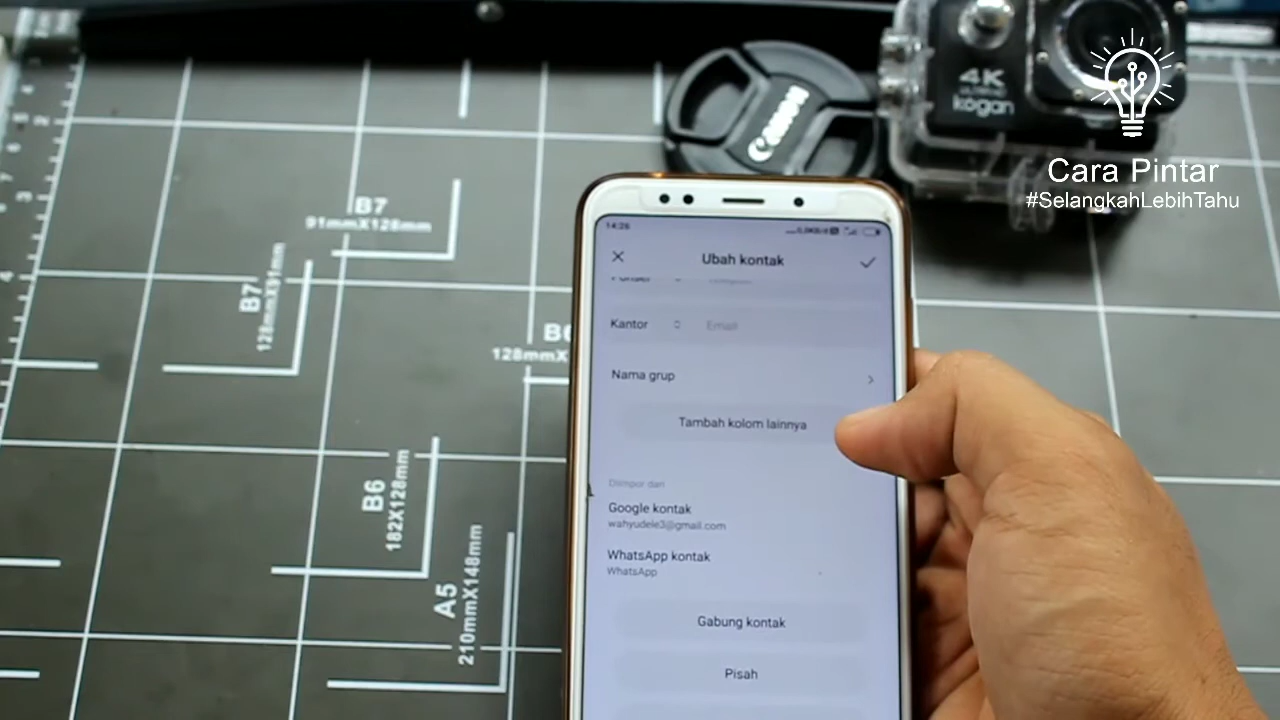 4K
kogan
Canon
Cara Pintar
#SelangkahLebihTahu
B7
91mmX128mm
B7
128mmX91mm
128mmX
B6
182X128mm
A5
210mmX148mm
14:26
Ubah kontak
Kantor
Email
Nama grup
Tambah kolom lainnya
Diimpor dari
Google kontak
wahyudele3@gmail.com
WhatsApp kontak
WhatsApp
Gabung kontak
Pisah